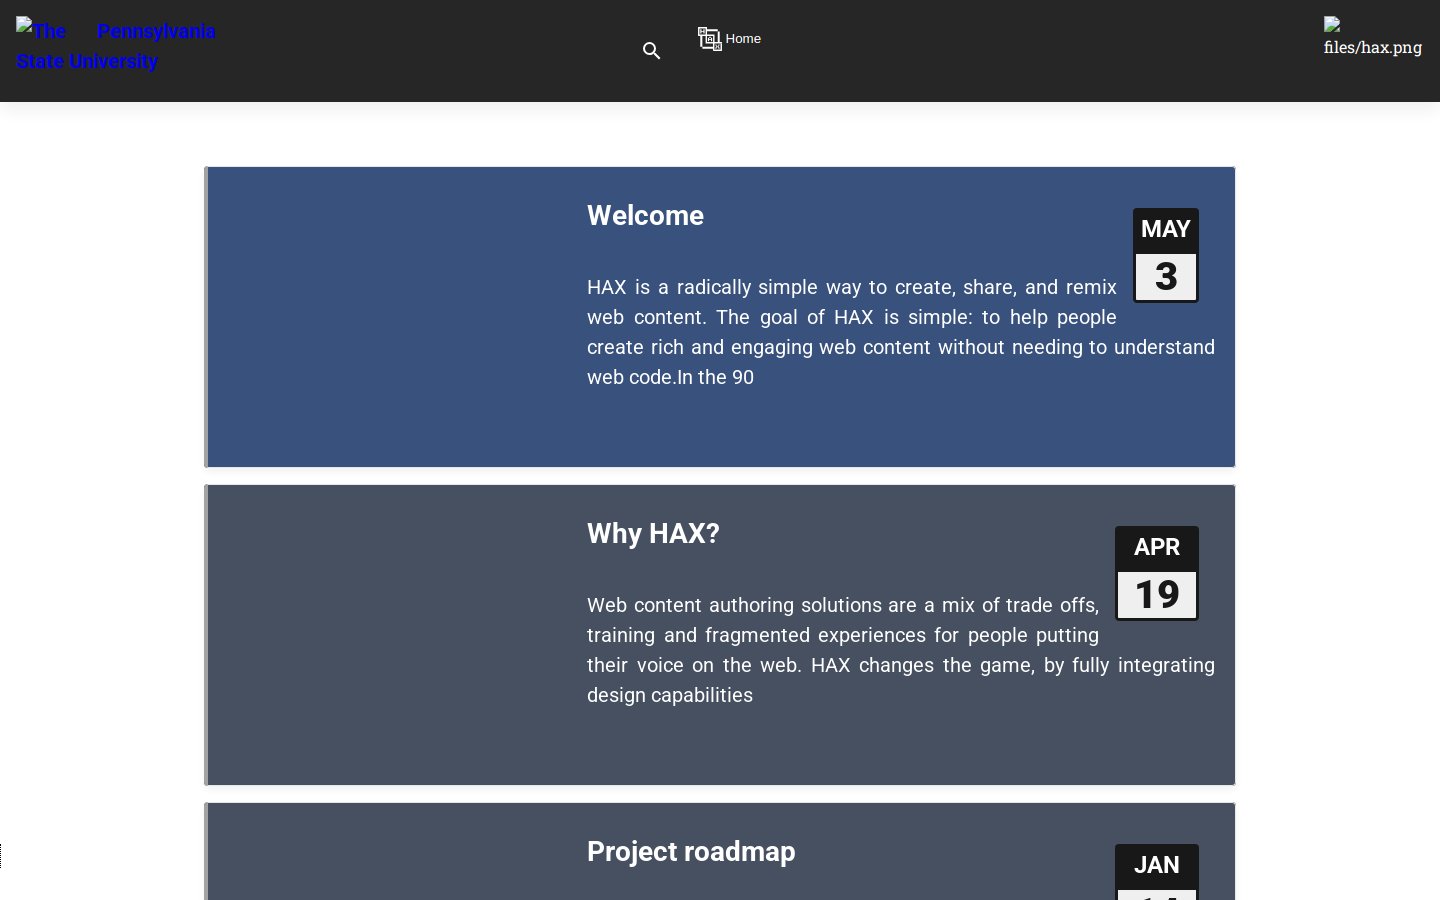 The Pennsylvania
State University
Home
files/hax.png
Welcome
MAY
3
HAX is a radically simple way to create, share, and remix
web content. The goal of HAX is simple: to help people
create rich and engaging web content without needing to understand
web code.In the 90
Why HAX?
APR
19
Web content authoring solutions are a mix of trade offs,
training and fragmented experiences for people putting
their voice on the web. HAX changes the game, by fully integrating
design capabilities
Project roadmap
JAN